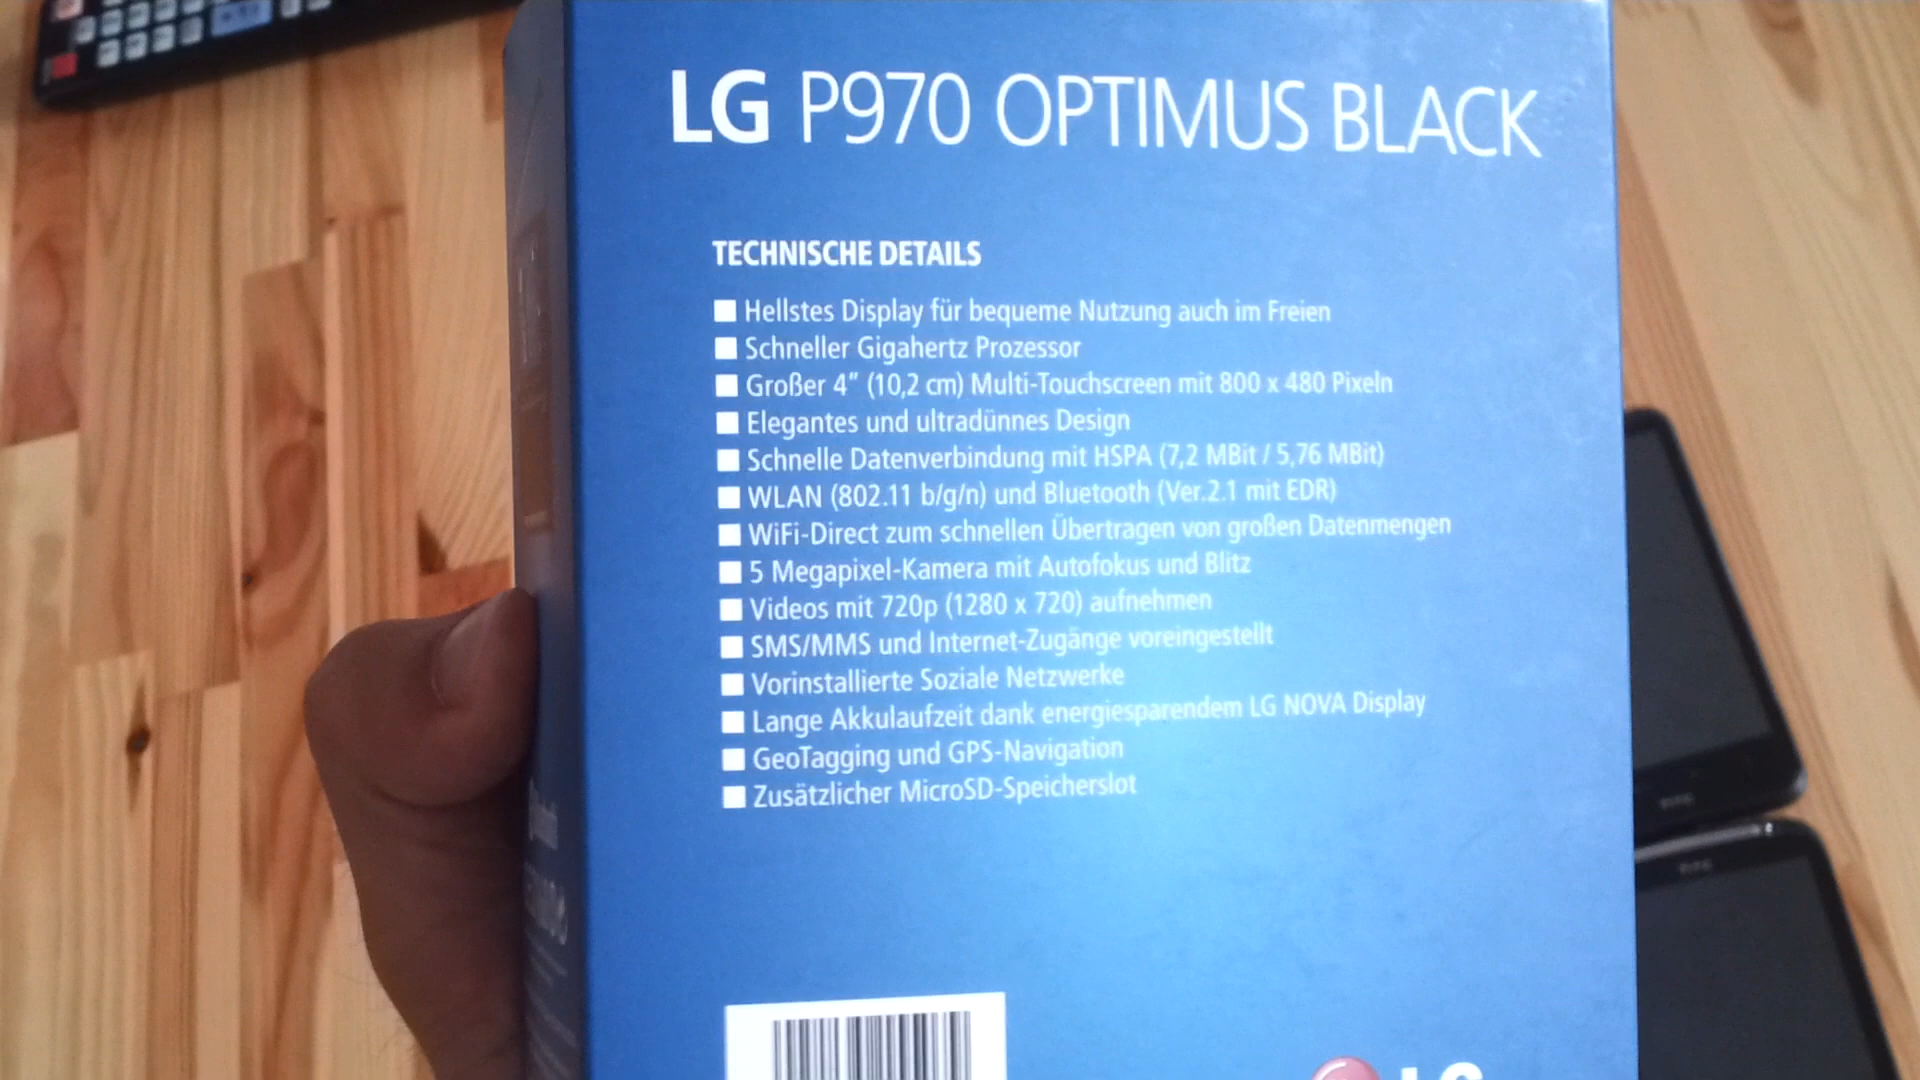 LG P970 OPTIMUS BLACK
TECHNISCHE DETAILS
Hellstes Display für bequeme Nutzung auch im Freien
Schneller Gigahertz Prozessor
Großer 4" (10,2 cm) Multi-Touchscreen mit 800 x 480 Pixeln
Elegantes und ultradünnes Design
Schnelle Datenverbindung mit HSPA (7,2 MBit / 5,76 MBit)
WLAN (802.11 b/g/n) und Bluetooth (Ver.2.1 mit EDR)
WiFi-Direct zum schnellen Übertragen von großen Datenmengen
5 Megapixel-Kamera mit Autofokus und Blitz
Videos mit 720p (1280 x 720) aufnehmen
SMS/MMS und Internet-Zugänge voreingestellt
Vorinstallierte Soziale Netzwerke
Lange Akkulaufzeit dank energiesparendem LG NOVA Display
GeoTagging und GPS-Navigation
Zusätzlicher MicroSD-Speicherslot
hTC
hTC
LG